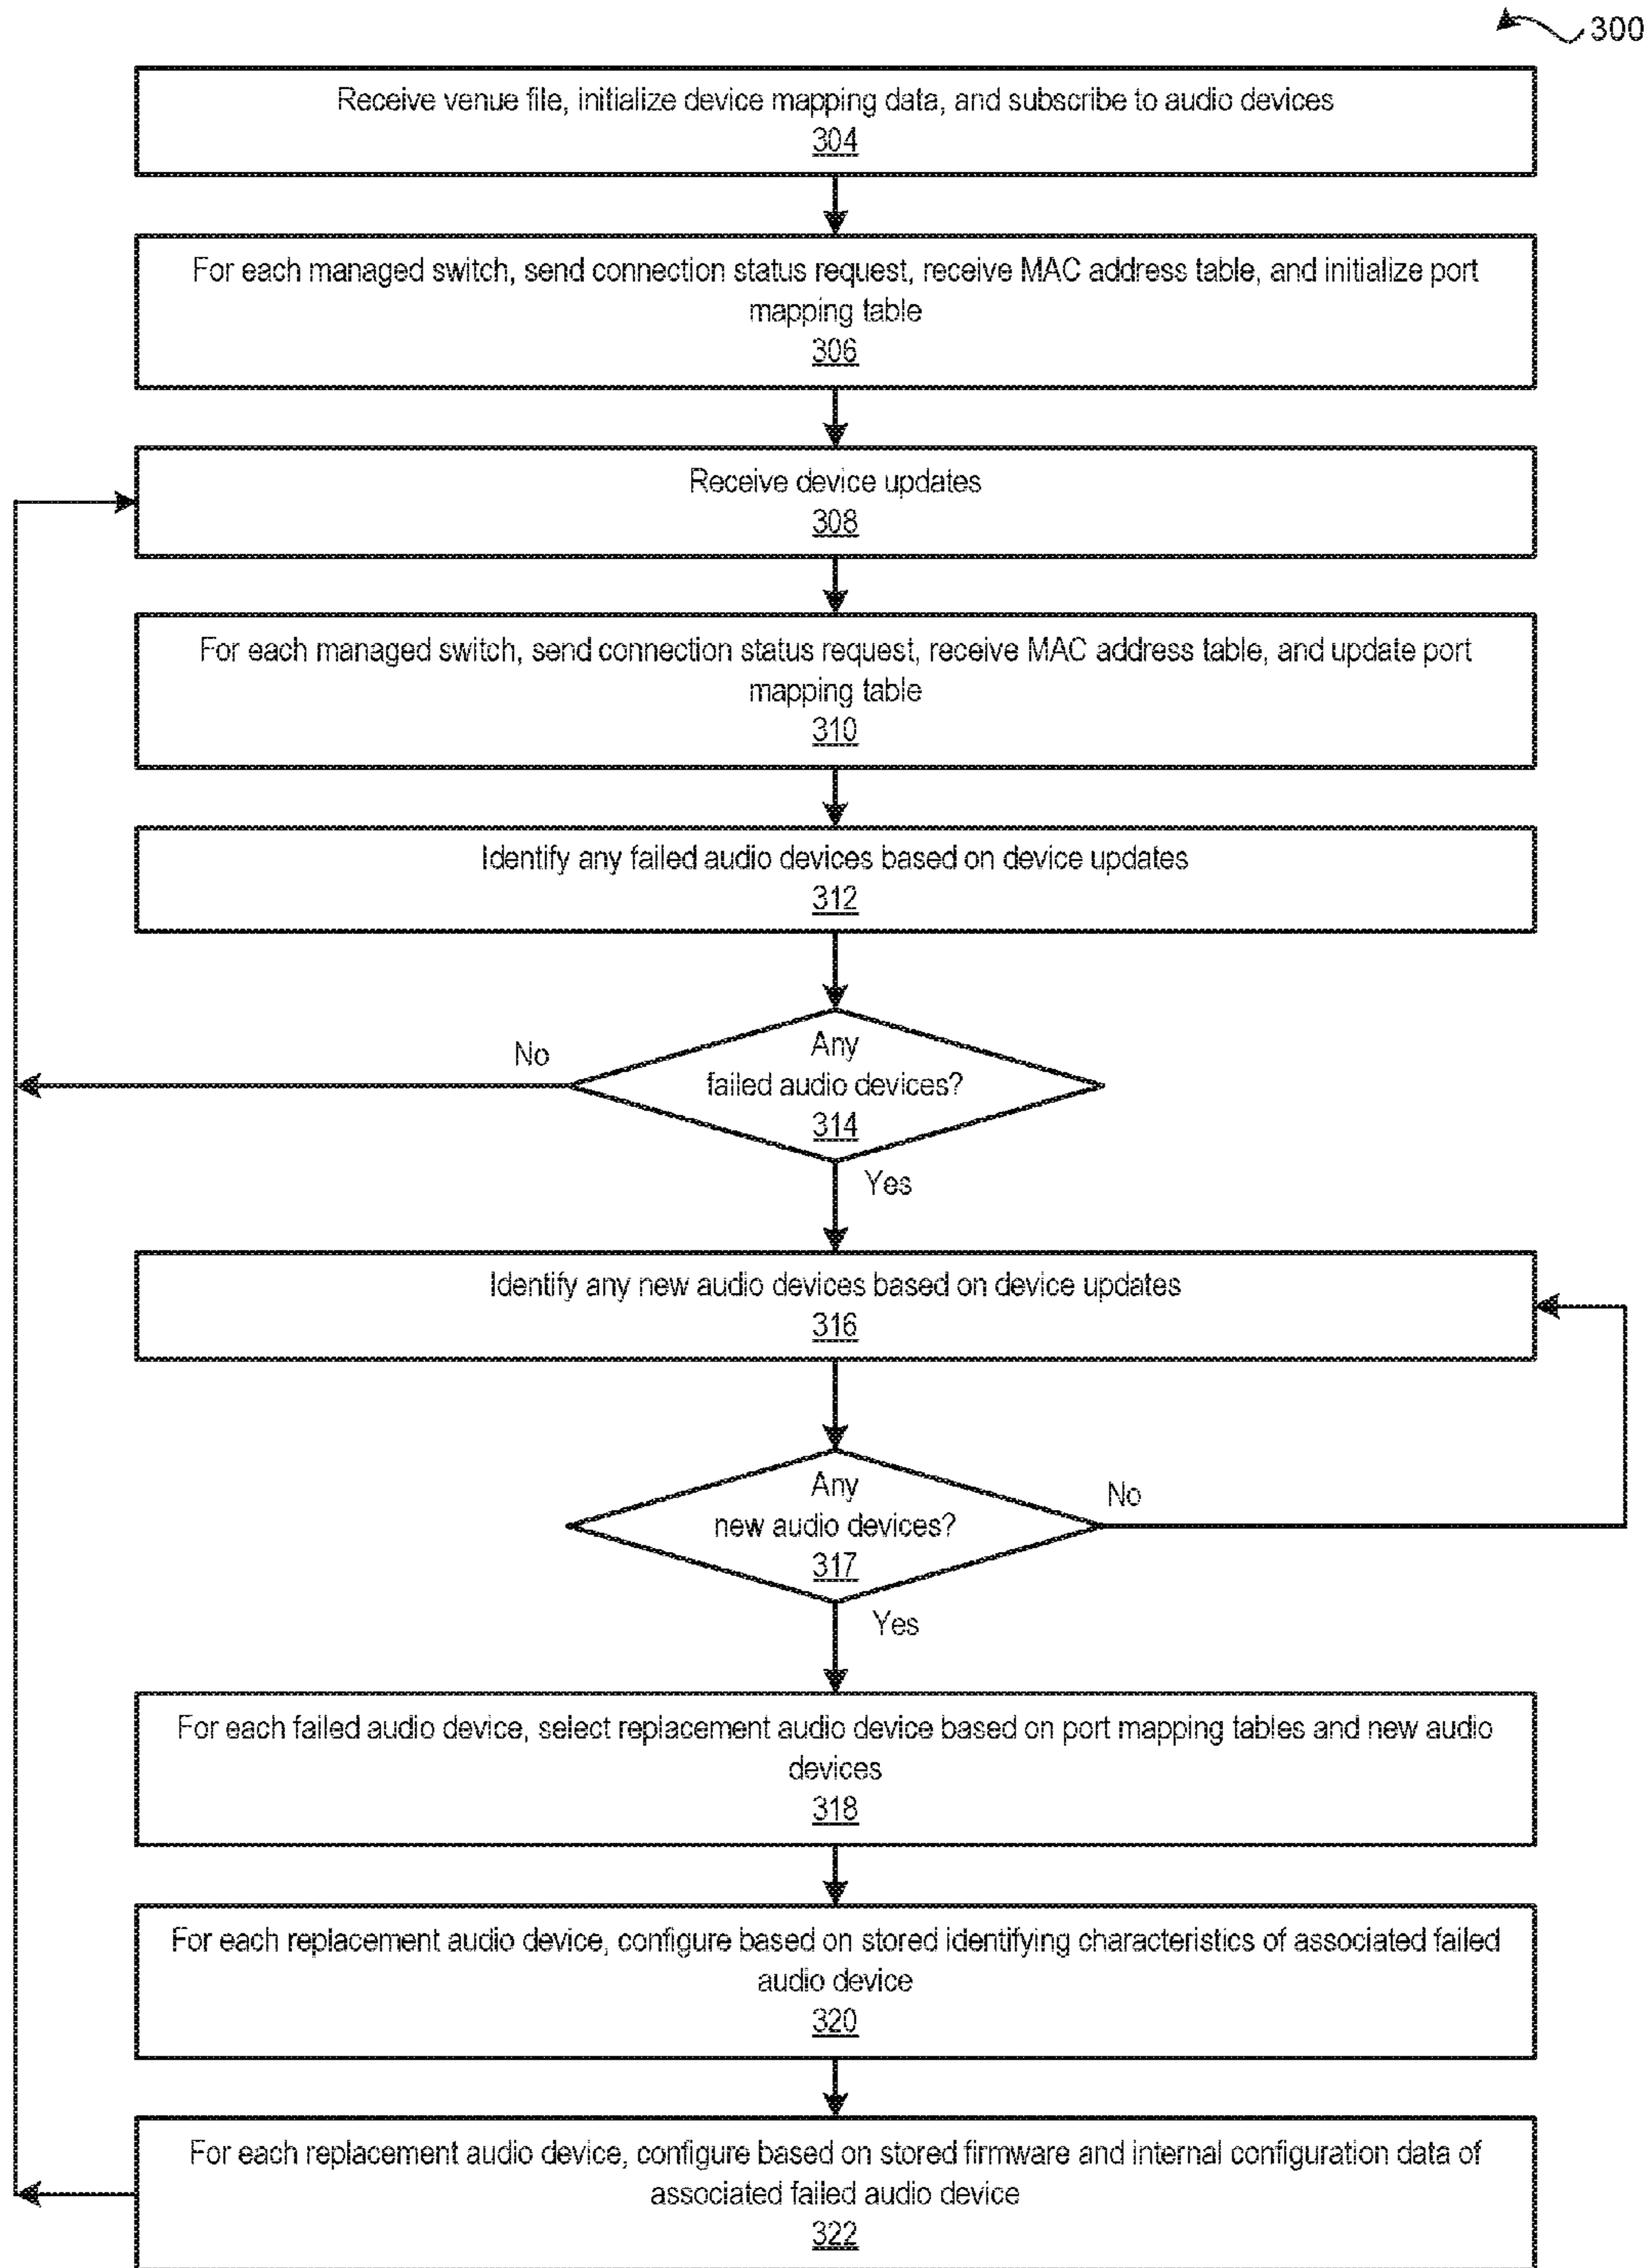 300
Receive venue file, initialize device mapping data, and subscribe to audio devices
304
For each managed switch, send connection status request, receive MAC address table, and initialize port
mapping table
306
Receive device updates
308
For each managed switch, send connection status request, receive MAC address table, and update port
mapping table
310
Identify any failed audio devices based on device updates
312
Any
failed audio devices?
314
No
Yes
Identify any new audio devices based on device updates
316
Any
new audio devices?
317
No
Yes
For each failed audio device, select replacement audio device based on port mapping tables and new audio
devices
318
For each replacement audio device, configure based on stored identifying characteristics of associated failed
audio device
320
For each replacement audio device, configure based on stored firmware and internal configuration data of
associated failed audio device
322